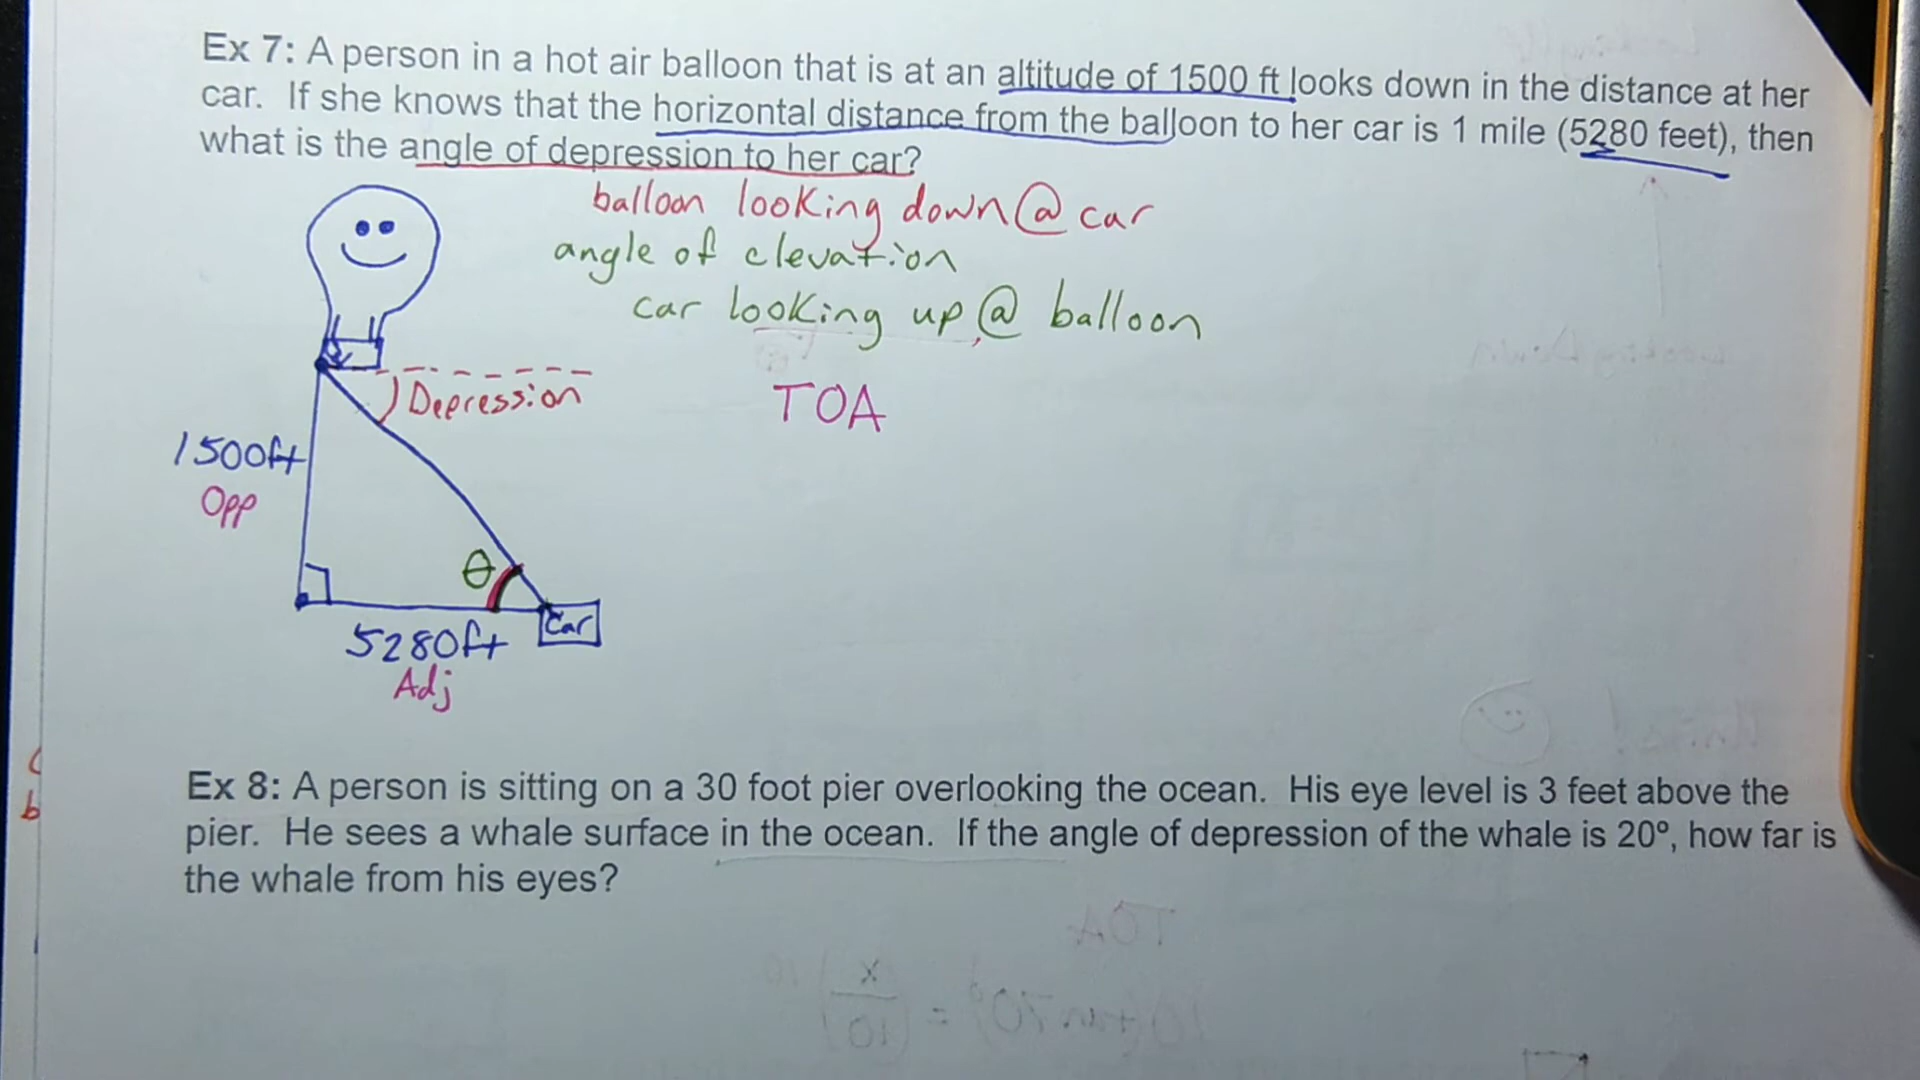 Ex 7: A person in a hot air balloon that is at an altitude of 1500 ft looks down in the distance at her
car. If she knows that the horizontal distance from the balloon to her car is 1 mile (5280 feet), then
what is the angle of depression to her car?
balloon looking down @ car
angle of elevation
car looking up @ balloon
Depression
TOA
1500ft
Opp
θ
Car
5280ft
Adj
Ex 8: A person is sitting on a 30 foot pier overlooking the ocean. His eye level is 3 feet above the
pier. He sees a whale surface in the ocean. If the angle of depression of the whale is 20º, how far is
the whale from his eyes?